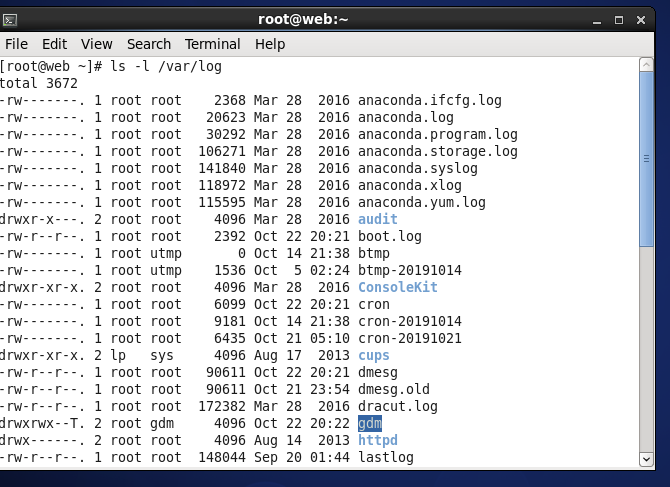 root@web:~
File Edit View Search Terminal Help
[root@web ~]# ls -l /var/log
total 3672
-rw-------. 1 root root 2368 Mar 28 2016 anaconda.ifcfg.log
-rw-------. 1 root root 20623 Mar 28 2016 anaconda.log
-rw-------. 1 root root 30292 Mar 28 2016 anaconda.program.log
-rw-------. 1 root root 106271 Mar 28 2016 anaconda.storage.log
-rw-------. 1 root root 141840 Mar 28 2016 anaconda.syslog
-rw-------. 1 root root 118972 Mar 28 2016 anaconda.xlog
-rw-------. 1 root root 115595 Mar 28 2016 anaconda.yum.log
drwxr-x---. 2 root root 4096 Mar 28 2016 audit
-rw-r--r--. 1 root root 2392 Oct 22 20:21 boot.log
-rw-------. 1 root utmp 0 Oct 14 21:38 btmp
-rw-------. 1 root utmp 1536 Oct 5 02:24 btmp-20191014
drwxr-xr-x. 2 root root 4096 Mar 28 2016 ConsoleKit
-rw-------. 1 root root 6099 Oct 22 20:21 cron
-rw-------. 1 root root 9181 Oct 14 21:38 cron-20191014
-rw-------. 1 root root 6435 Oct 21 05:10 cron-20191021
drwxr-xr-x. 2 lp sys 4096 Aug 17 2013 cups
-rw-r--r--. 1 root root 90611 Oct 22 20:21 dmesg
-rw-r--r--. 1 root root 90611 Oct 21 23:54 dmesg.old
-rw-r--r--. 1 root root 172382 Mar 28 2016 dracut.log
drwxrwx--T. 2 root gdm 4096 Oct 22 20:22 gdm
drwx------. 2 root root 4096 Aug 14 2013 httpd
-rw-r--r--. 1 root root 148044 Sep 20 01:44 lastlog